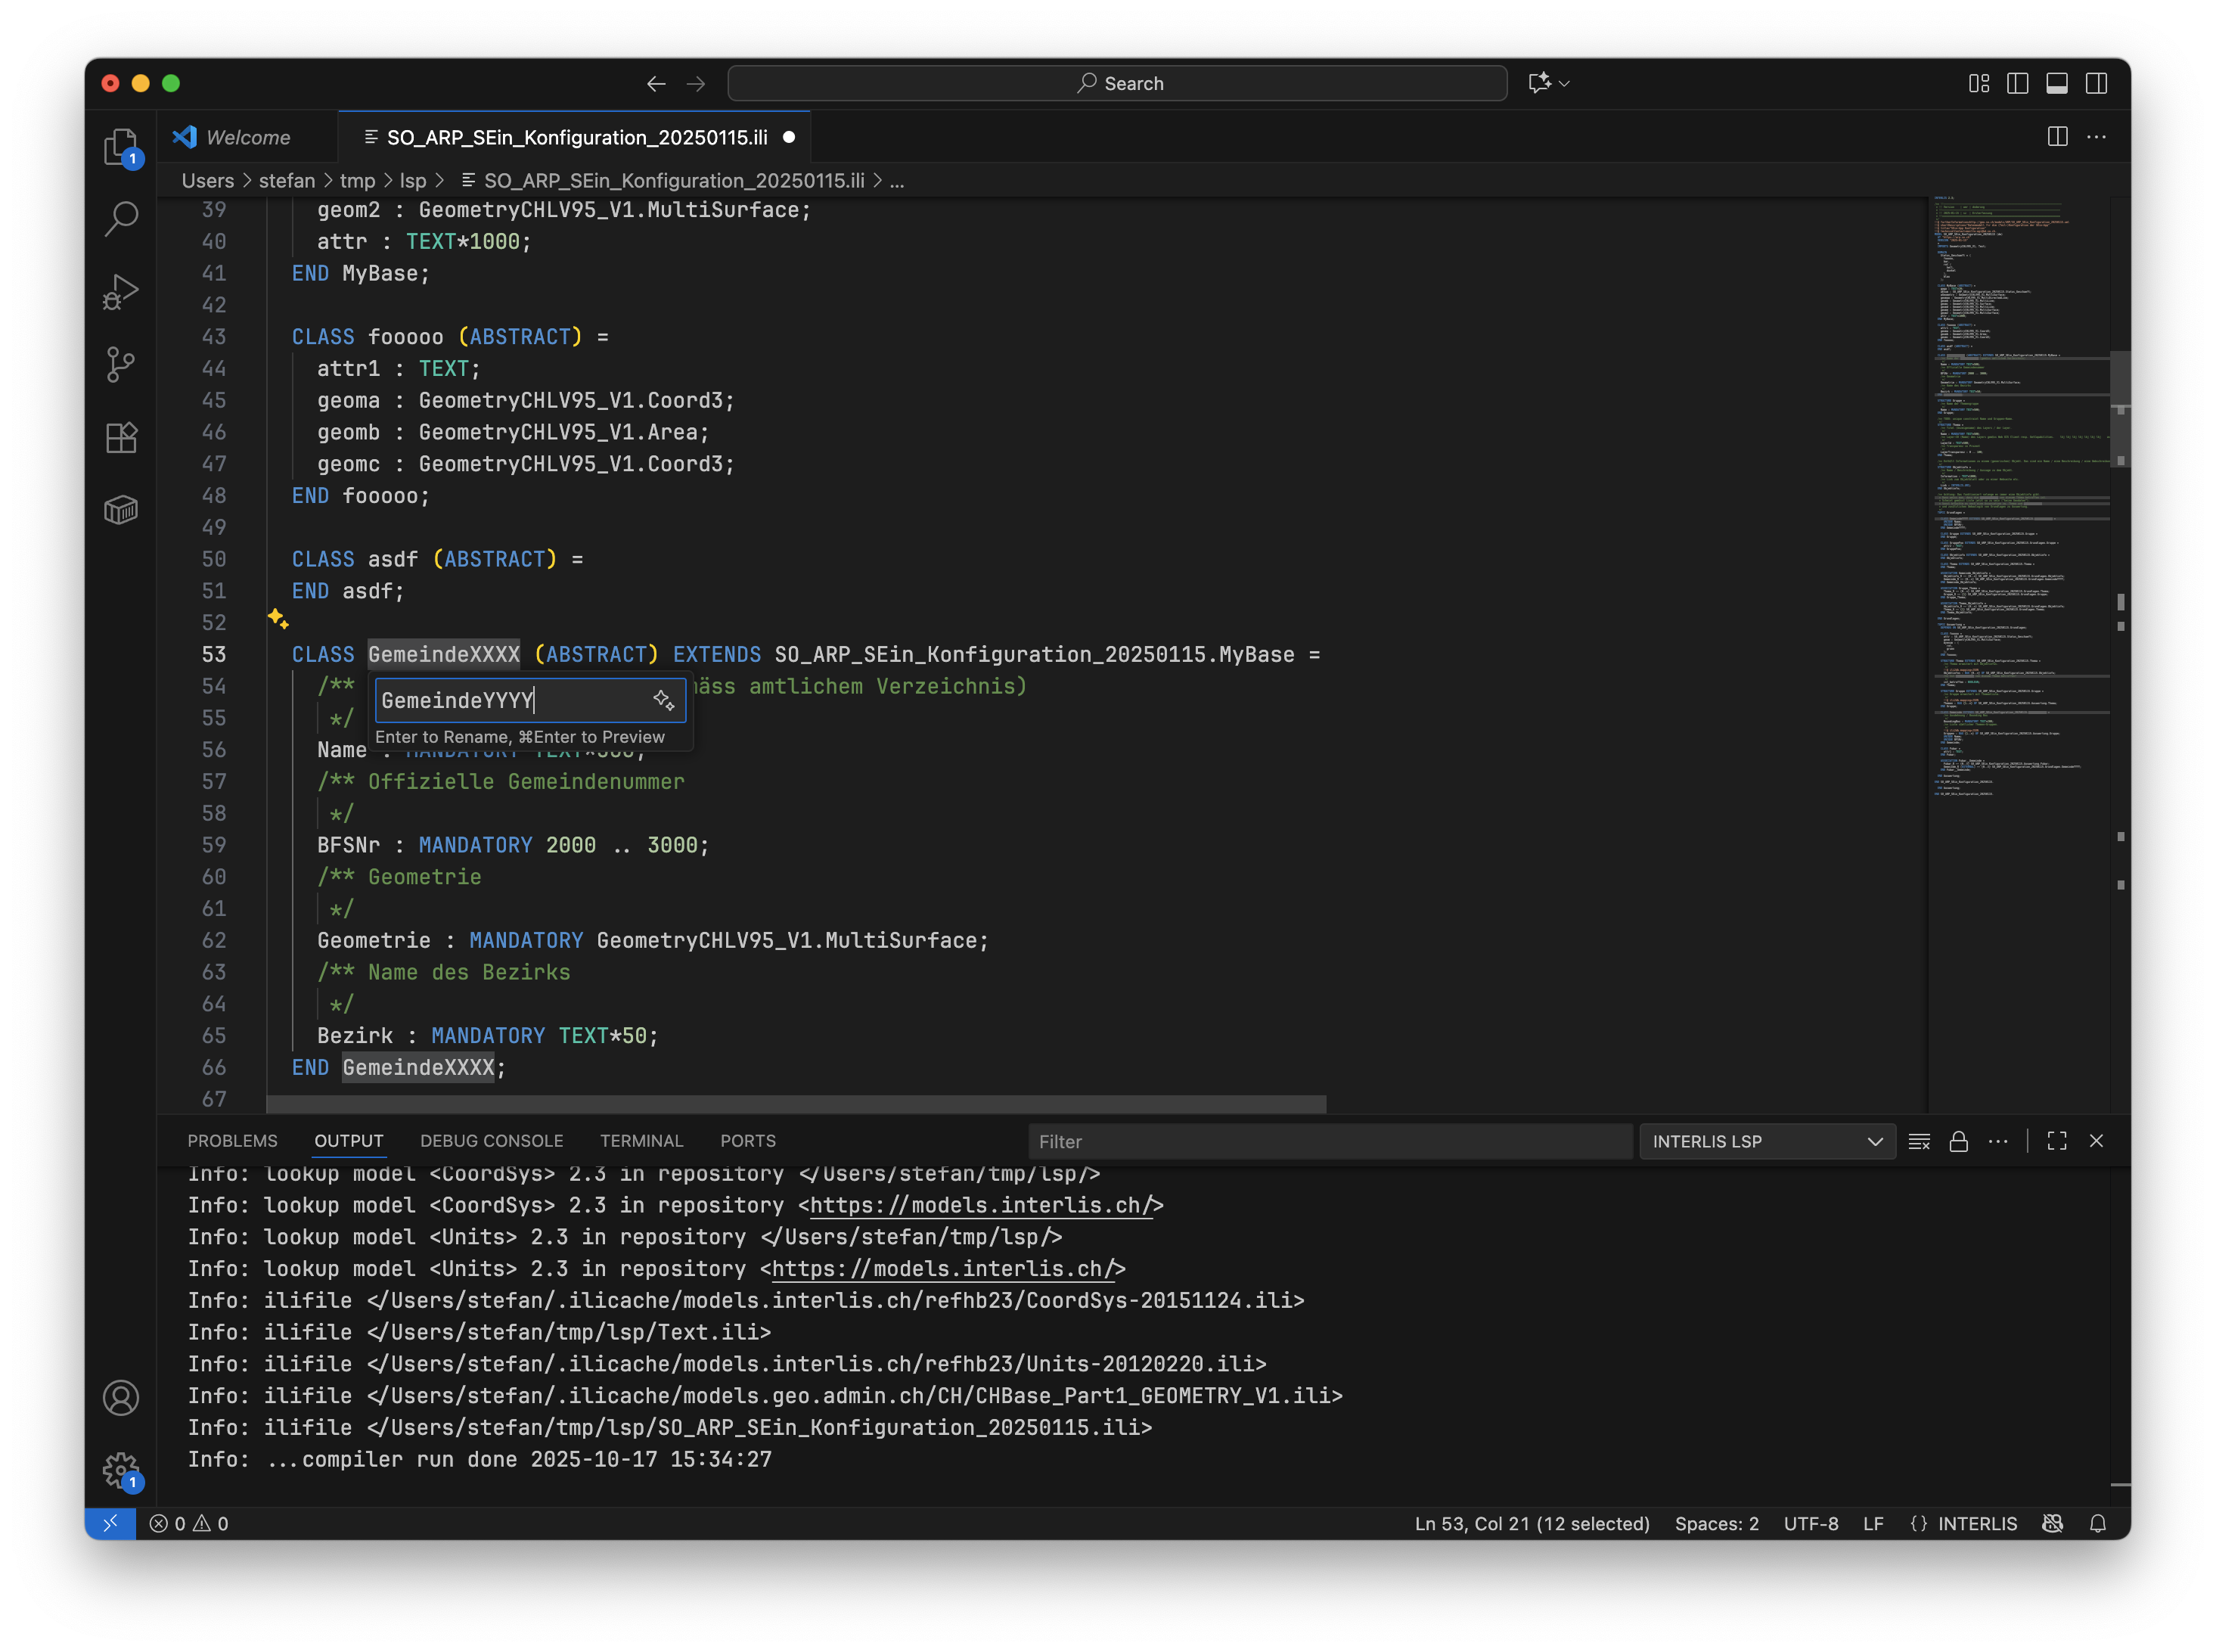 Search
1
Welcome
SO_ARP_SEin_Konfiguration_20250115.ili
Users > stefan > tmp > lsp > SO_ARP_SEin_Konfiguration_20250115.ili > ...
39 geom2 : GeometryCHLV95_V1.MultiSurface;
40 attr : TEXT*1000;
41 END MyBase;
42
43 CLASS fooooo (ABSTRACT) =
44 attr1 : TEXT;
45 geoma : GeometryCHLV95_V1.Coord3;
46 geomb : GeometryCHLV95_V1.Area;
47 geomc : GeometryCHLV95_V1.Coord3;
48 END fooooo;
49
50 CLASS asdf (ABSTRACT) =
51 END asdf;
52
53 CLASS GemeindeXXXX (ABSTRACT) EXTENDS SO_ARP_SEin_Konfiguration_20250115.MyBase =
54 /** äss amtlichem Verzeichnis)
GemeindeYYYY
55 */
Enter to Rename, ⌘Enter to Preview
56 Name : MANDATORY TEXT*500;
57 /** Offizielle Gemeindenummer
58 */
59 BFSNr : MANDATORY 2000 .. 3000;
60 /** Geometrie
61 */
62 Geometrie : MANDATORY GeometryCHLV95_V1.MultiSurface;
63 /** Name des Bezirks
64 */
65 Bezirk : MANDATORY TEXT*50;
66 END GemeindeXXXX;
67
PROBLEMS OUTPUT DEBUG CONSOLE TERMINAL PORTS Filter INTERLIS LSP
Info: lookup model <CoordSys> 2.3 in repository </Users/stefan/tmp/lsp/>
Info: lookup model <CoordSys> 2.3 in repository <https://models.interlis.ch/>
Info: lookup model <Units> 2.3 in repository </Users/stefan/tmp/lsp/>
Info: lookup model <Units> 2.3 in repository <https://models.interlis.ch/>
Info: ilifile </Users/stefan/.ilicache/models.interlis.ch/refhb23/CoordSys-20151124.ili>
Info: ilifile </Users/stefan/tmp/lsp/Text.ili>
Info: ilifile </Users/stefan/.ilicache/models.interlis.ch/refhb23/Units-20120220.ili>
Info: ilifile </Users/stefan/.ilicache/models.geo.admin.ch/CH/CHBase_Part1_GEOMETRY_V1.ili>
Info: ilifile </Users/stefan/tmp/lsp/SO_ARP_SEin_Konfiguration_20250115.ili>
Info: ...compiler run done 2025-10-17 15:34:27
1
0 0 Ln 53, Col 21 (12 selected) Spaces: 2 UTF-8 LF {} INTERLIS